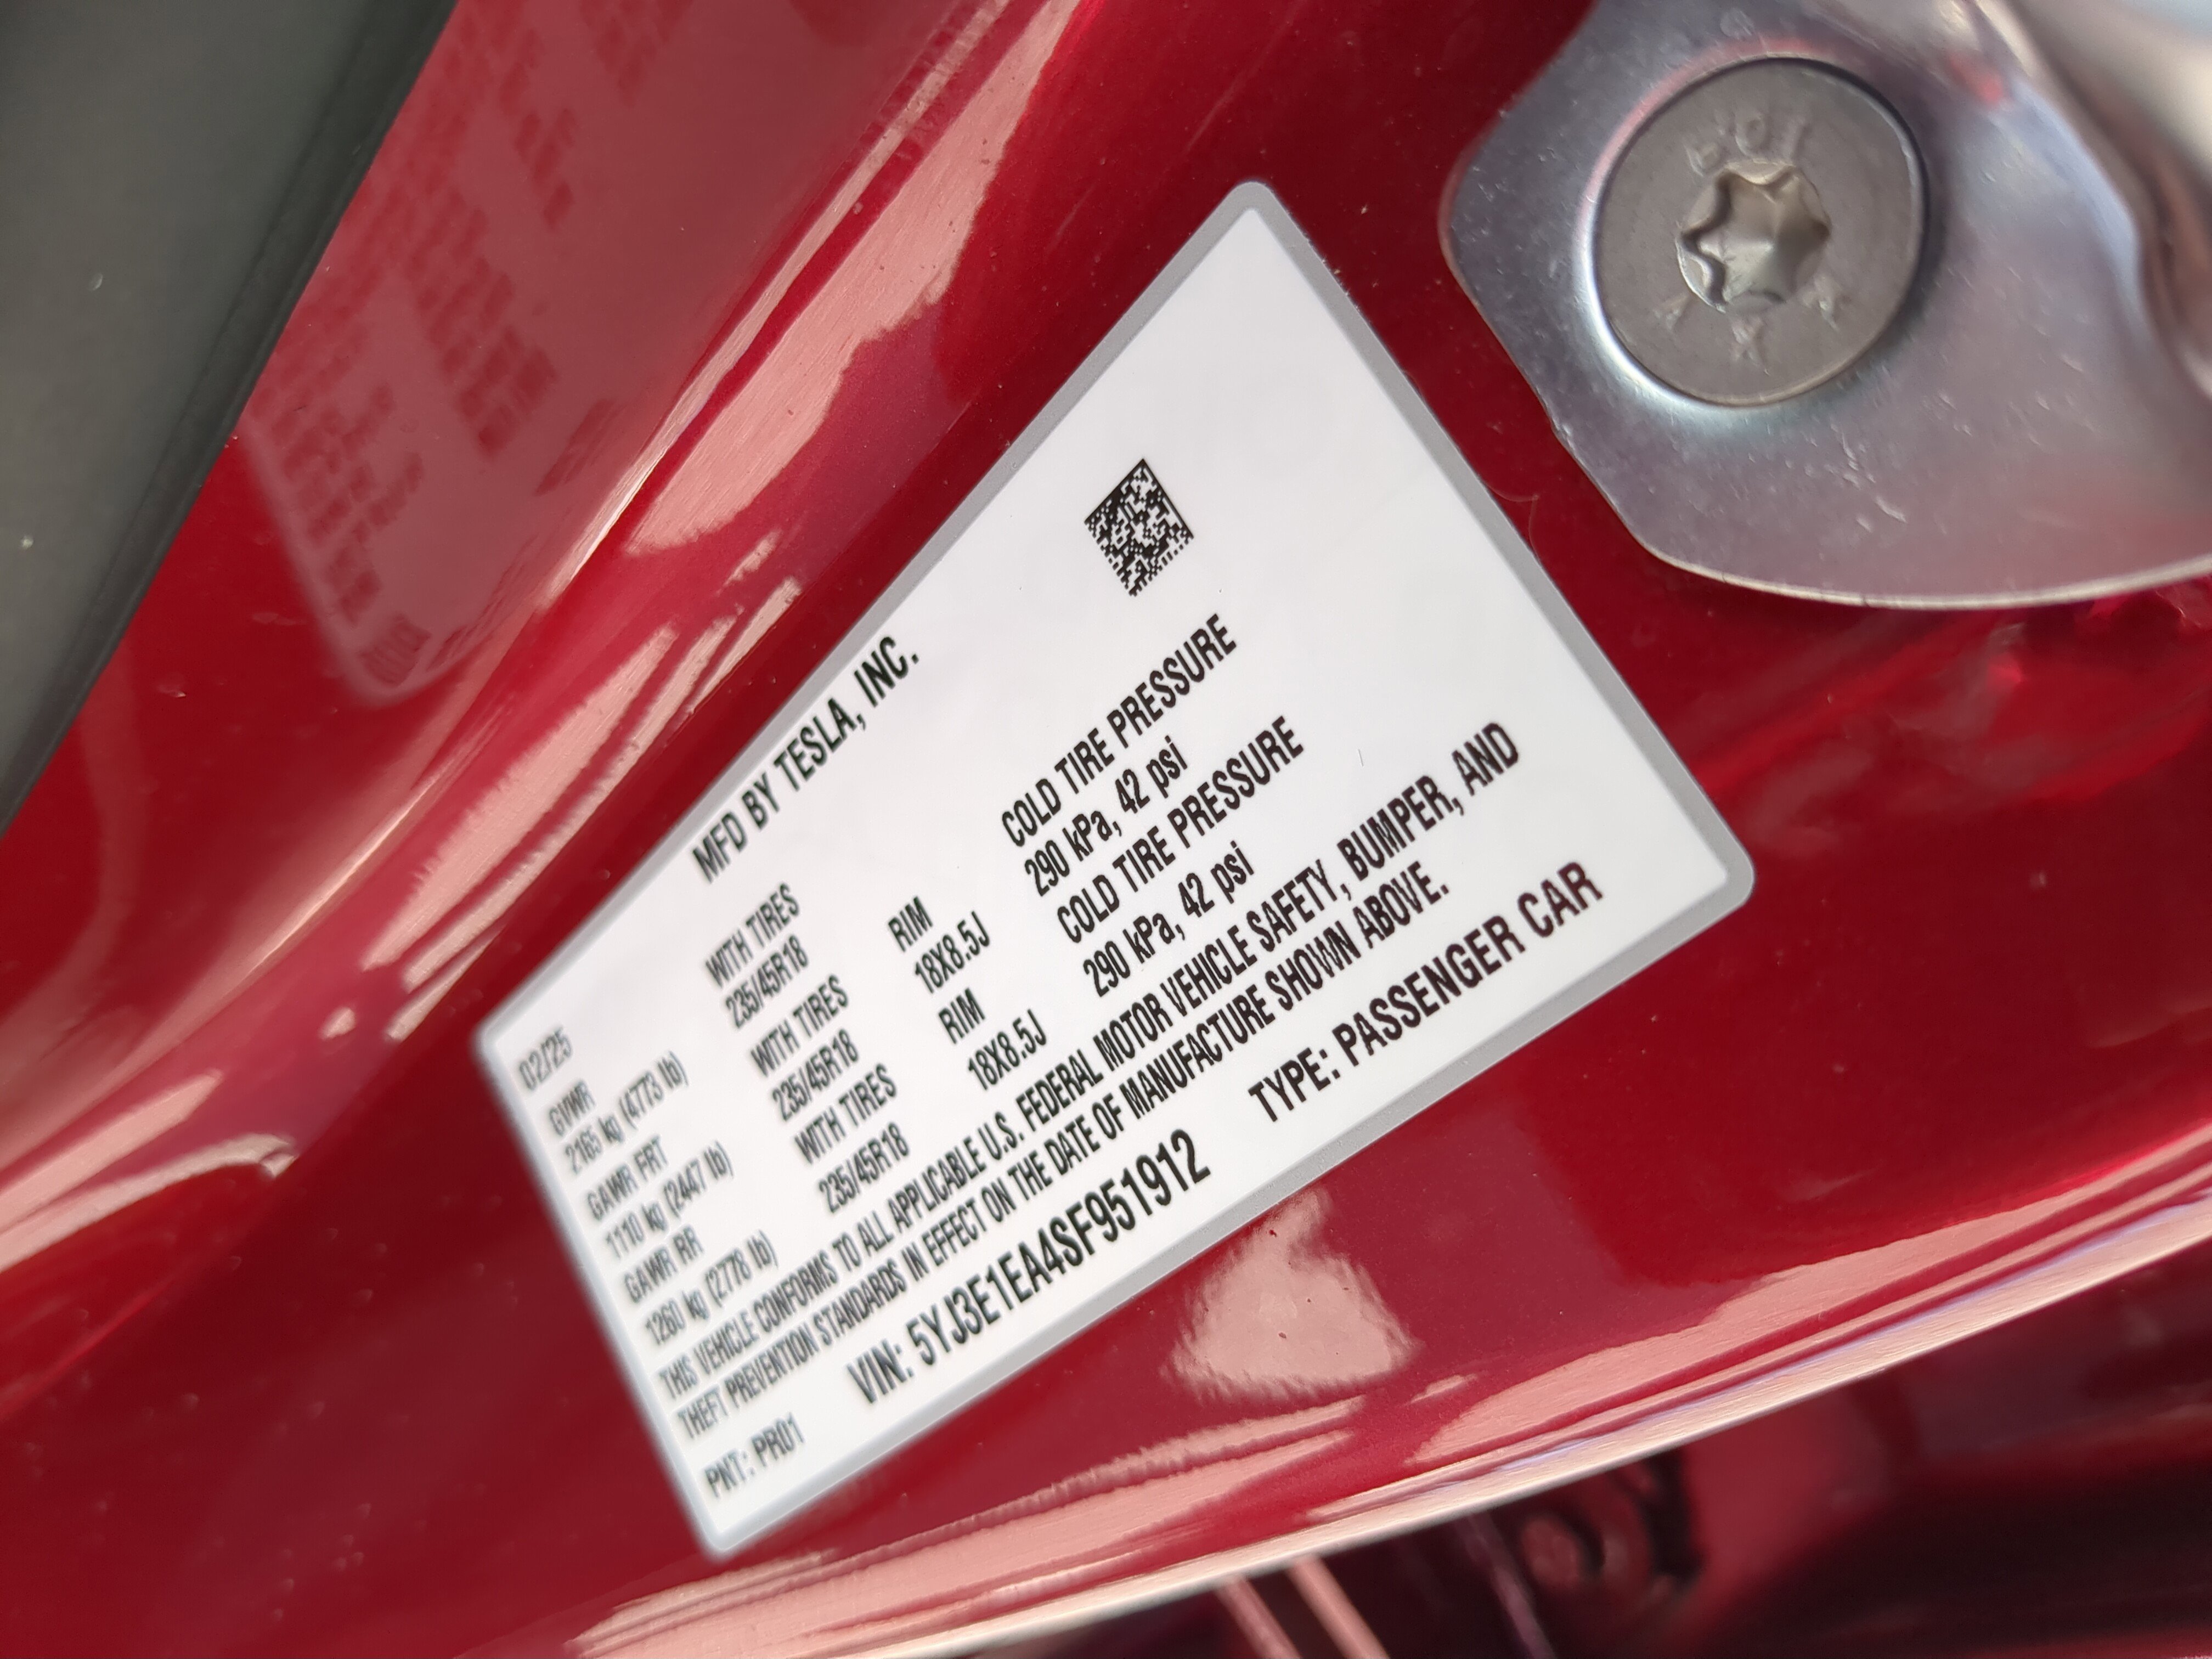 02/25 MFD BY TESLA, INC.
GVWR WITH TIRES RIM COLD TIRE PRESSURE
2165 kg (4773 lb) 235/45R18 18X8.5J 290 kPa, 42 psi
GAWR FRT WITH TIRES RIM COLD TIRE PRESSURE
1110 kg (2447 lb) 235/45R18 18X8.5J 290 kPa, 42 psi
GAWR RR WITH TIRES
1260 kg (2778 lb) 235/45R18
THIS VEHICLE CONFORMS TO ALL APPLICABLE U.S. FEDERAL MOTOR VEHICLE SAFETY, BUMPER, AND
THEFT PREVENTION STANDARDS IN EFFECT ON THE DATE OF MANUFACTURE SHOWN ABOVE.
PNT: PR01 VIN: 5YJ3E1EA4SF951912 TYPE: PASSENGER CAR